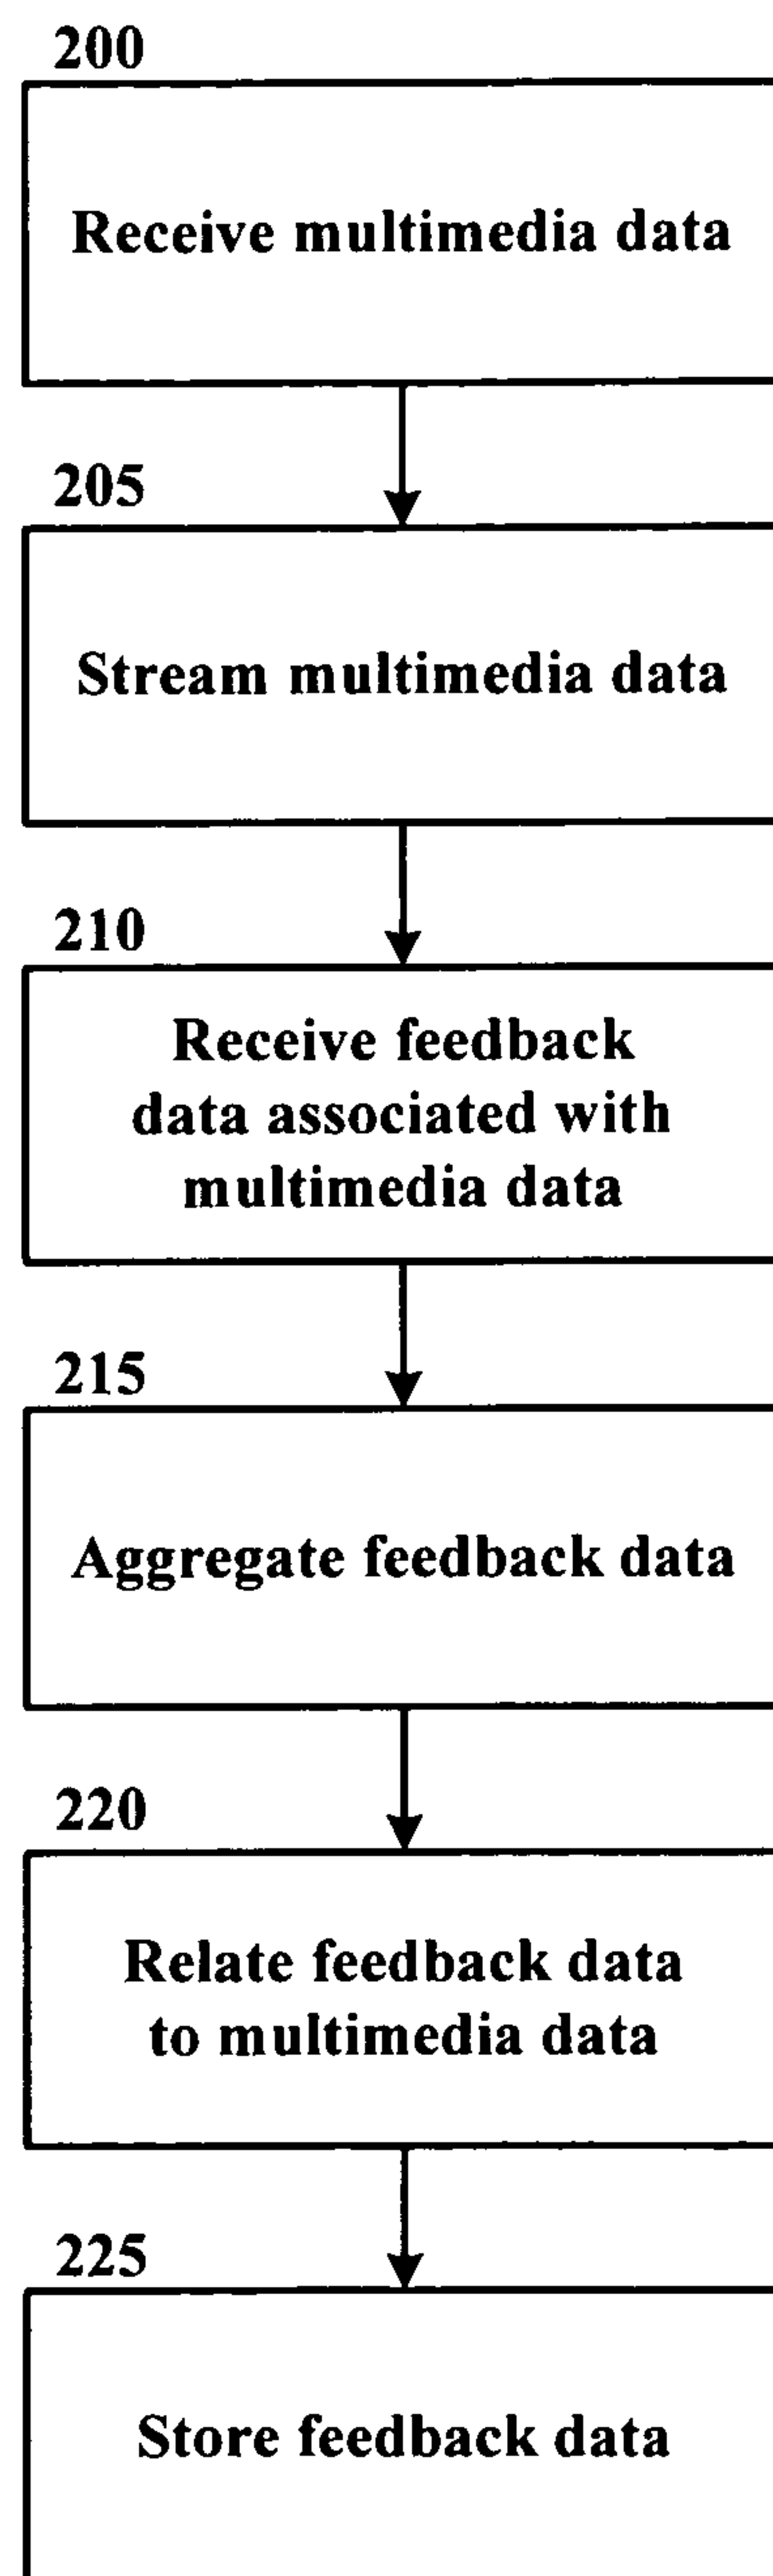 200
Receive multimedia data
205
Stream multimedia data
210
Receive feedback
data associated with
multimedia data
215
Aggregate feedback data
220
Relate feedback data
to multimedia data
225
Store feedback data